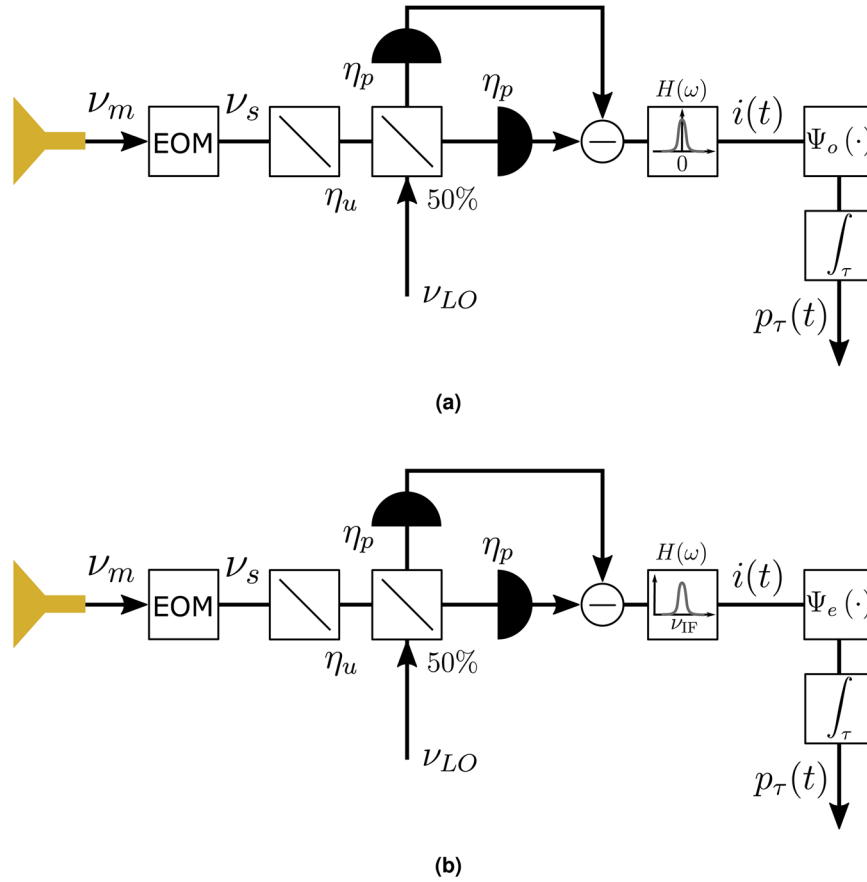 η_p
η_p
H(ω)
i(t)
ν_m
EOM
ν_s
0
Ψ_o(·)
η_u
50%
∫_τ
ν_LO
p_τ(t)
(a)
η_p
η_p
H(ω)
i(t)
ν_m
EOM
ν_s
ν_IF
Ψ_e(·)
η_u
50%
∫_τ
ν_LO
p_τ(t)
(b)